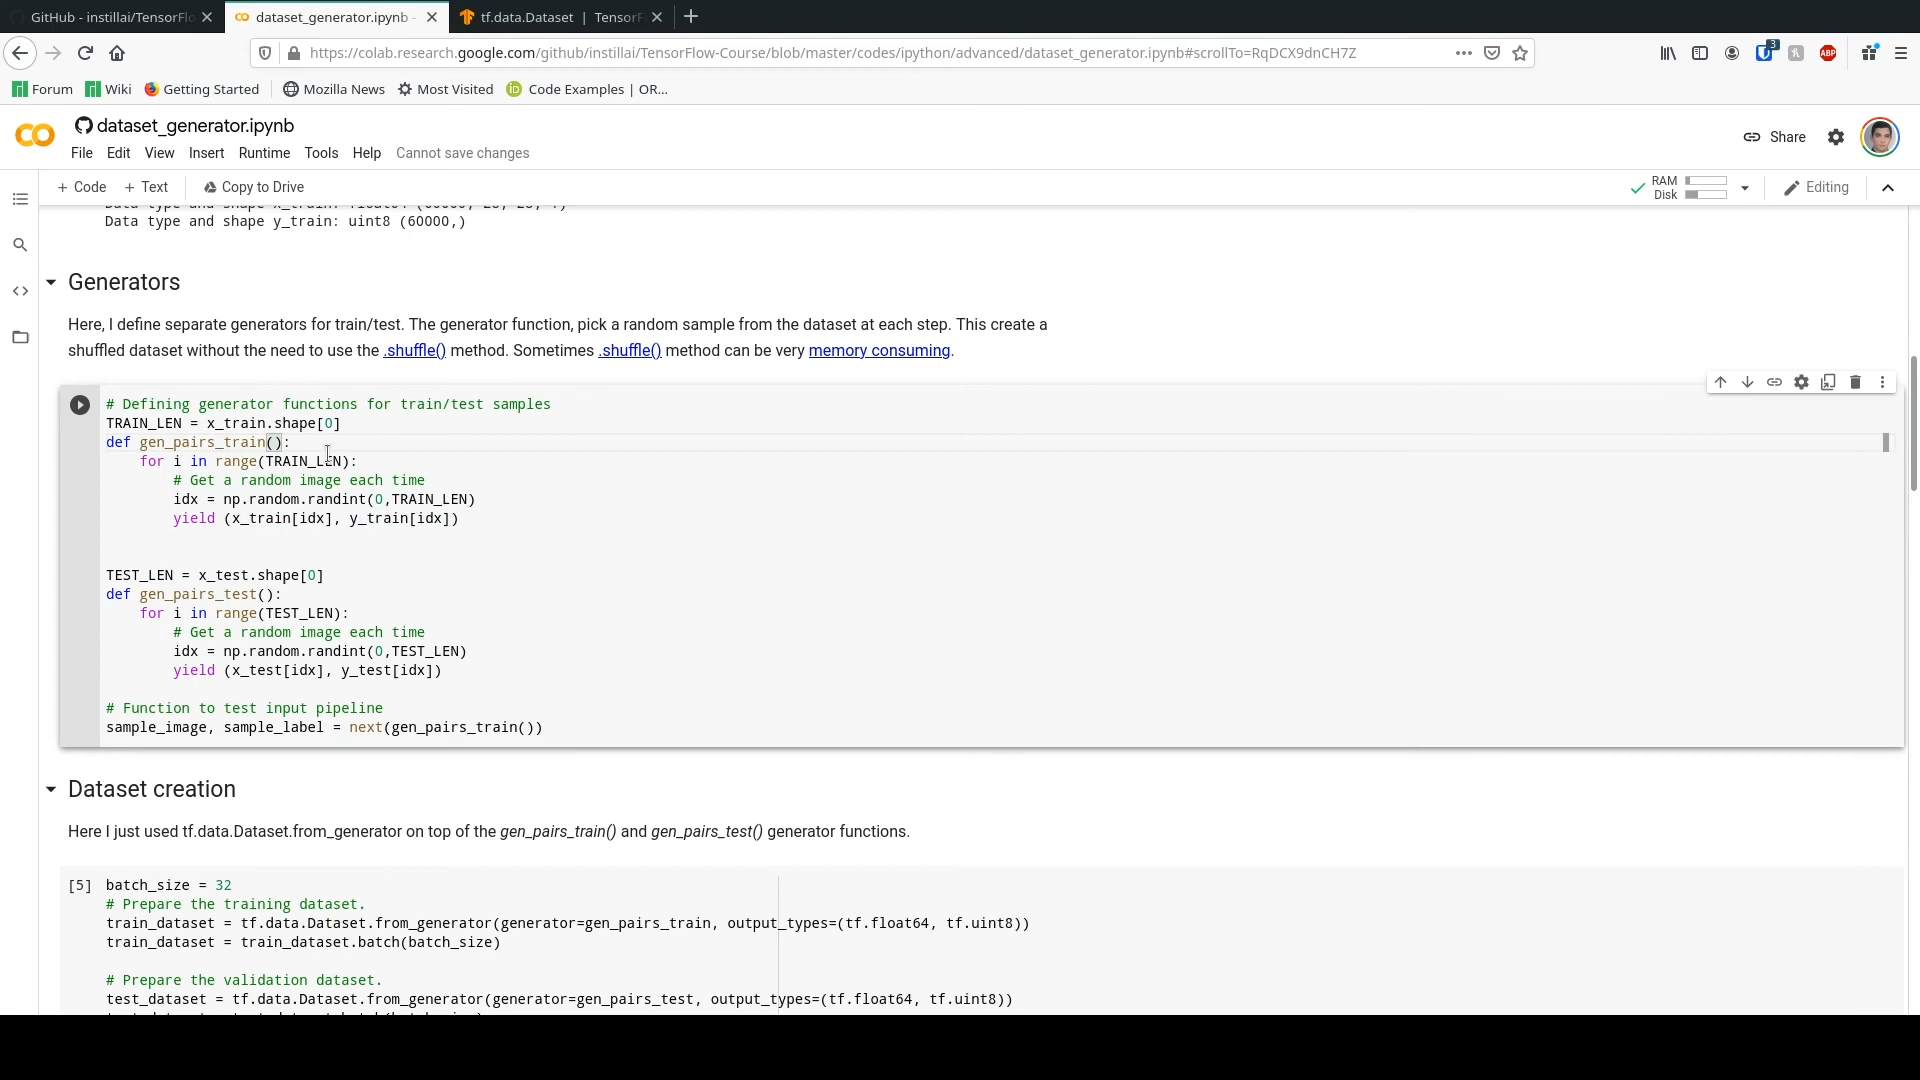 GitHub - instillai/TensorFlo
dataset_generator.ipynb -
tf.data.Dataset | TensorF
https://colab.research.google.com/github/instillai/TensorFlow-Course/blob/master/codes/ipython/advanced/dataset_generator.ipynb#scrollTo=RqDCX9dnCH7Z
3
ABP
Forum Wiki Getting Started Mozilla News Most Visited Code Examples | OR...
dataset_generator.ipynb
Share
File Edit View Insert Runtime Tools Help Cannot save changes
+ Code + Text Copy to Drive
RAM
Disk
Editing
Data type and shape x_train: float64 (60000, 28, 28, 1)
Data type and shape y_train: uint8 (60000,)
Generators
Here, I define separate generators for train/test. The generator function, pick a random sample from the dataset at each step. This create a
shuffled dataset without the need to use the .shuffle() method. Sometimes .shuffle() method can be very memory consuming.
# Defining generator functions for train/test samples
TRAIN_LEN = x_train.shape[0]
def gen_pairs_train():
for i in range(TRAIN_LEN):
# Get a random image each time
idx = np.random.randint(0,TRAIN_LEN)
yield (x_train[idx], y_train[idx])
TEST_LEN = x_test.shape[0]
def gen_pairs_test():
for i in range(TEST_LEN):
# Get a random image each time
idx = np.random.randint(0,TEST_LEN)
yield (x_test[idx], y_test[idx])
# Function to test input pipeline
sample_image, sample_label = next(gen_pairs_train())
Dataset creation
Here I just used tf.data.Dataset.from_generator on top of the gen_pairs_train() and gen_pairs_test() generator functions.
[5] batch_size = 32
# Prepare the training dataset.
train_dataset = tf.data.Dataset.from_generator(generator=gen_pairs_train, output_types=(tf.float64, tf.uint8))
train_dataset = train_dataset.batch(batch_size)
# Prepare the validation dataset.
test_dataset = tf.data.Dataset.from_generator(generator=gen_pairs_test, output_types=(tf.float64, tf.uint8))